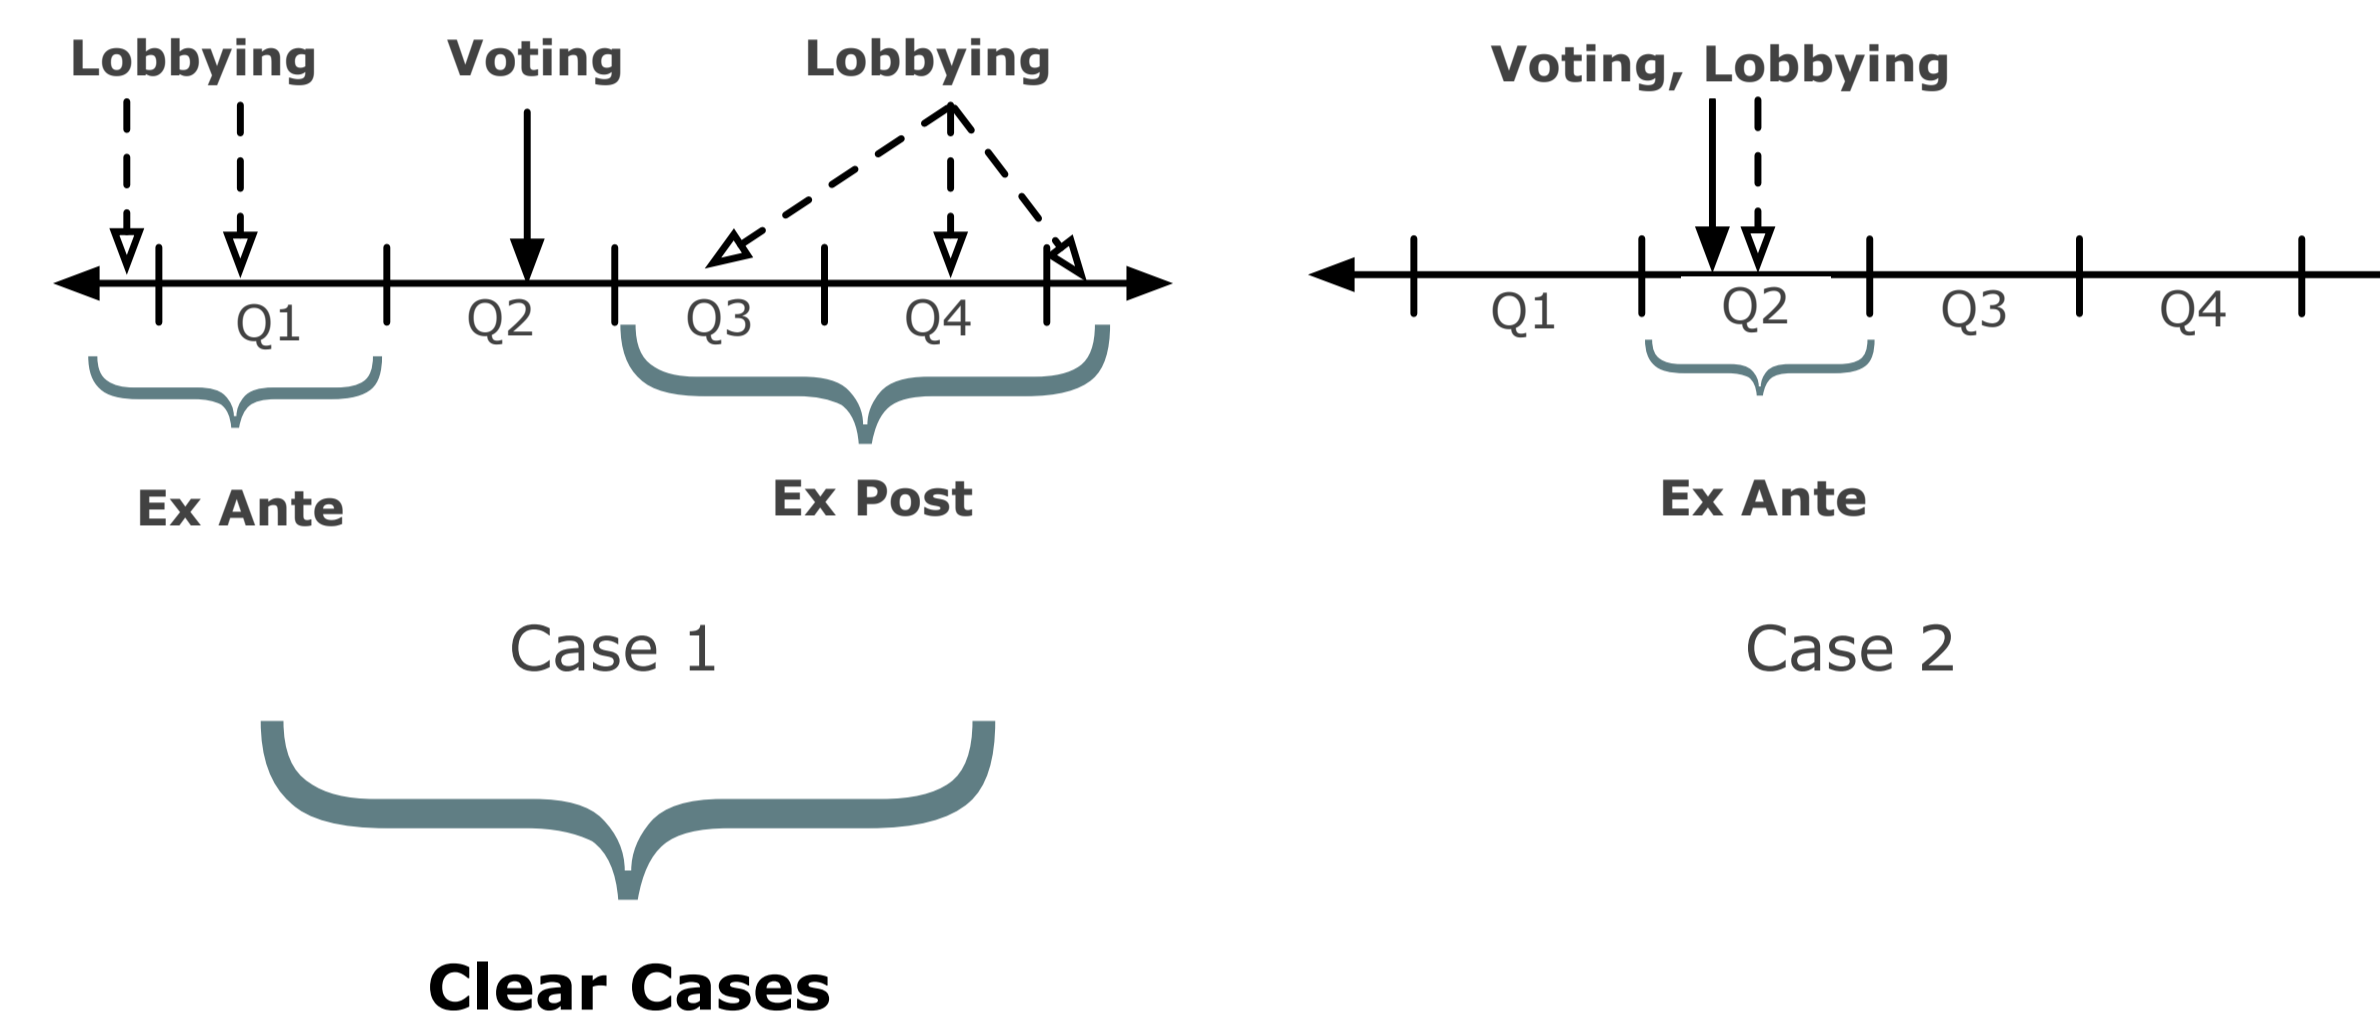 Lobbying
Voting
Lobbying
Q1
Q2
Q3
Q4
Ex Ante
Ex Post
Case 1
Clear Cases
Voting, Lobbying
Q1
Q2
Q3
Q4
Ex Ante
Case 2